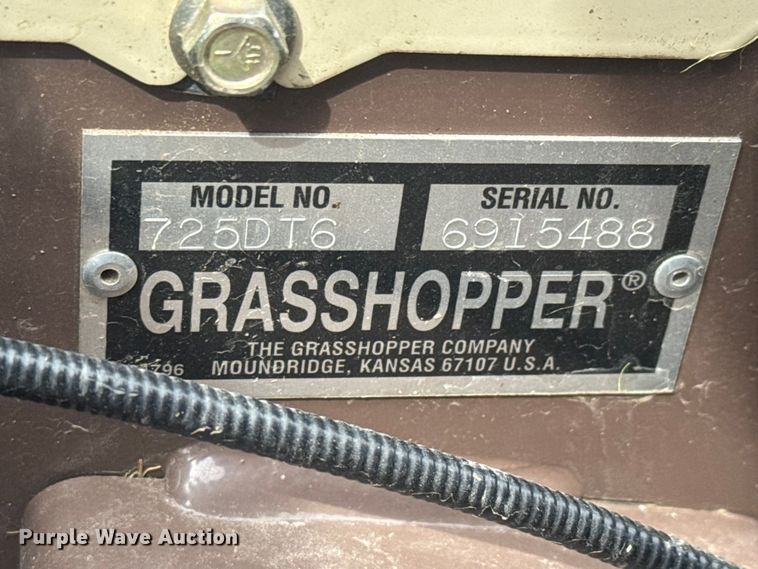 MODEL NO. SERIAL NO.
725DT6 6915488
GRASSHOPPER®
THE GRASSHOPPER COMPANY
MOUNDRIDGE, KANSAS 67107 U.S.A.
Purple Wave Auction